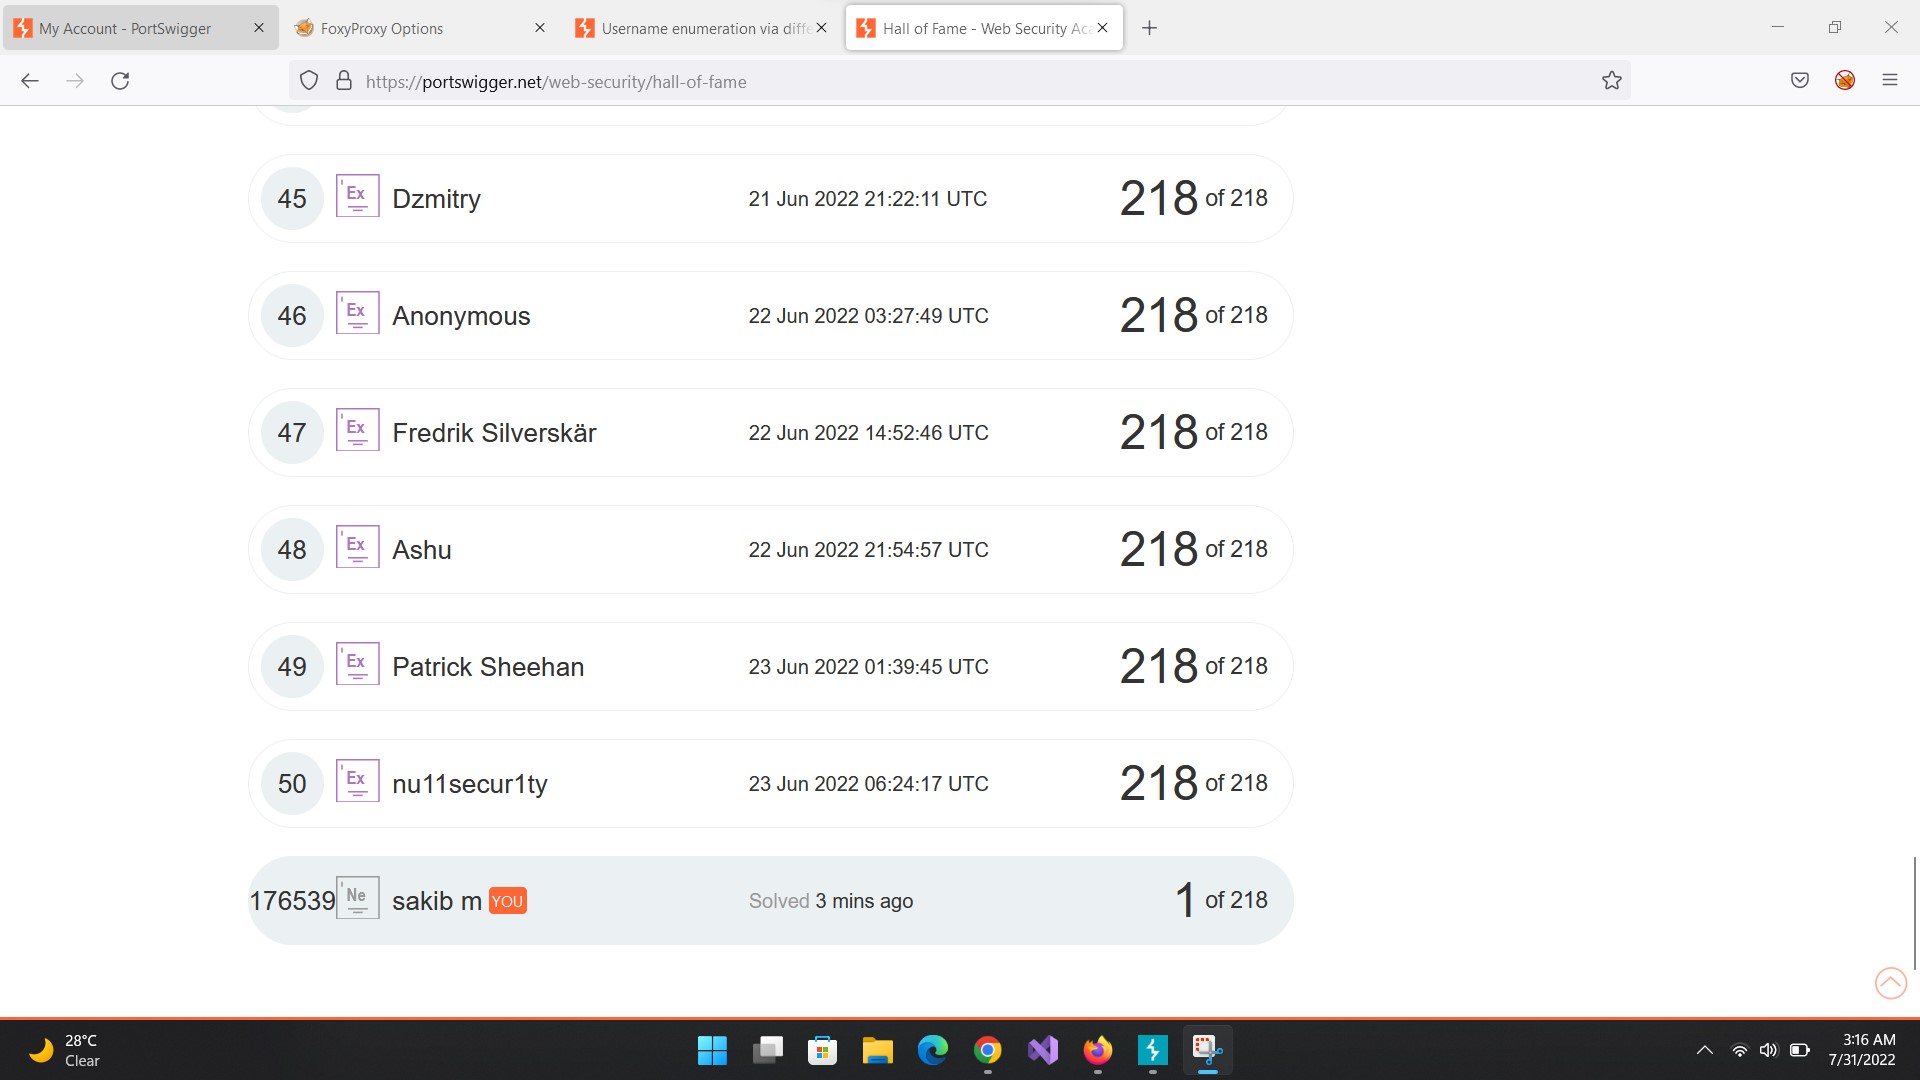 My Account - PortSwigger
FoxyProxy Options
Username enumeration via diffe
Hall of Fame - Web Security Aca
https://portswigger.net/web-security/hall-of-fame
45 Ex Dzmitry 21 Jun 2022 21:22:11 UTC 218 of 218
46 Ex Anonymous 22 Jun 2022 03:27:49 UTC 218 of 218
47 Ex Fredrik Silverskär 22 Jun 2022 14:52:46 UTC 218 of 218
48 Ex Ashu 22 Jun 2022 21:54:57 UTC 218 of 218
49 Ex Patrick Sheehan 23 Jun 2022 01:39:45 UTC 218 of 218
50 Ex nu11secur1ty 23 Jun 2022 06:24:17 UTC 218 of 218
176539 Ne sakib m YOU Solved 3 mins ago 1 of 218
28°C
Clear
3:16 AM
7/31/2022